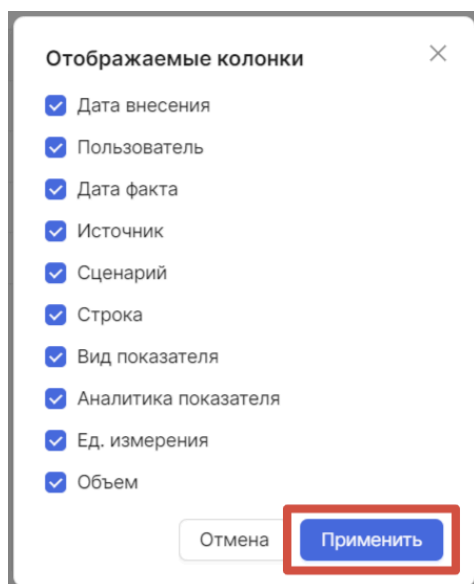 Отображаемые колонки
Дата внесения
Пользователь
Дата факта
Источник
Сценарий
Строка
Вид показателя
Аналитика показателя
Ед. измерения
Объем
Отмена Применить